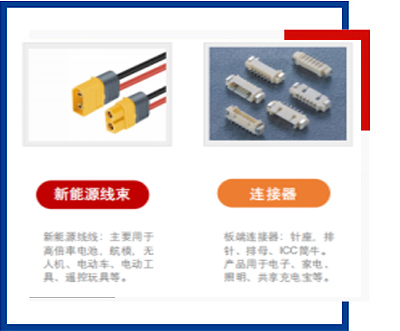 新能源线束
新能源线线：主要用于
高倍率电池、航模、无
人机、电动车、电动工
具、遥控玩具等。
连接器
板端连接器：针座、排
针、排母、ICC简牛。
产品用于电子、家电、
照明、共享充电宝等。